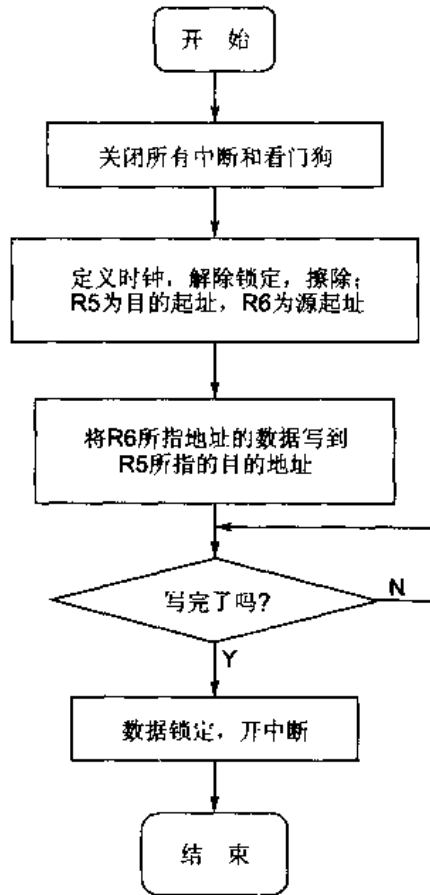 开 始
关闭所有中断和看门狗
定义时钟，解除锁定，擦除；
R5为目的起址，R6为源起址
将R6所指地址的数据写到
R5所指的目的地址
写完了吗?
N
Y
数据锁定，开中断
结 束